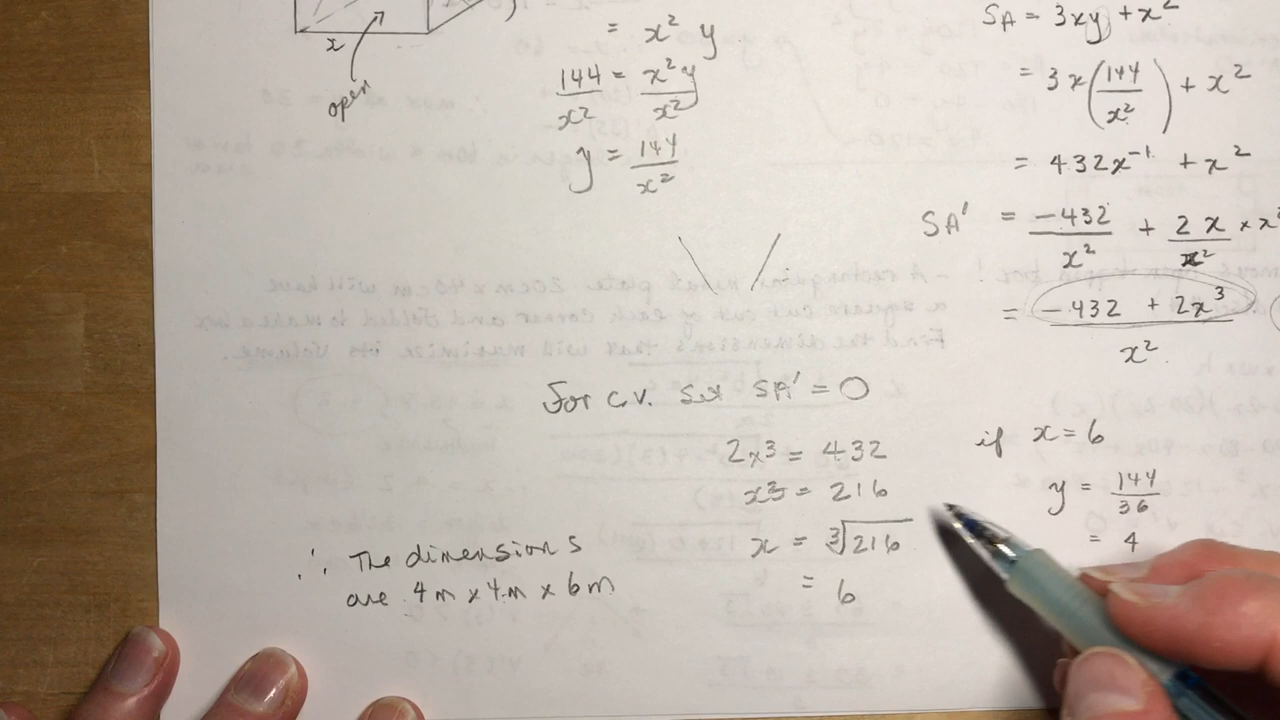 x
open
= x² y
144/x² = x²y/x²
y = 144/x²
SA = 3xy + x²
= 3x(144/x²) + x²
= 432x⁻¹ + x²
SA' = -432/x² + 2x/x² × x²
= -432 + 2x³ / x²
For c.v. set SA' = 0
2x³ = 432
x³ = 216
x = ³√216
= 6
if x = 6
y = 144/36
= 4
∴ The dimensions
are 4m x 4m x 6m